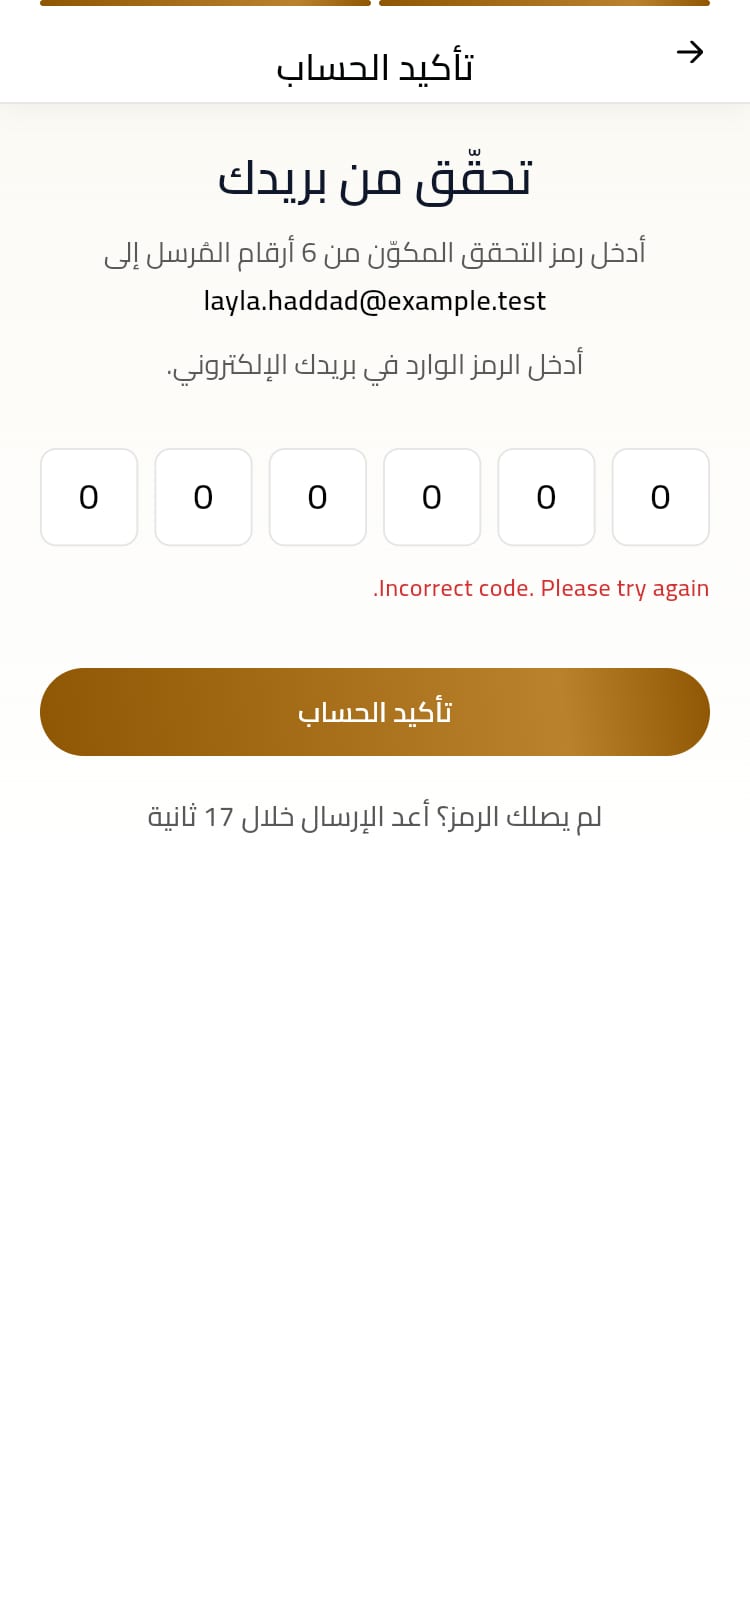 تأكيد الحساب
تحقّق من بريدك
أدخل رمز التحقق المكوّن من 6 أرقام المُرسل إلى
layla.haddad@example.test
أدخل الرمز الوارد في بريدك الإلكتروني.
0 0 0 0 0 0
.Incorrect code. Please try again
تأكيد الحساب
لم يصلك الرمز؟ أعد الإرسال خلال 17 ثانية